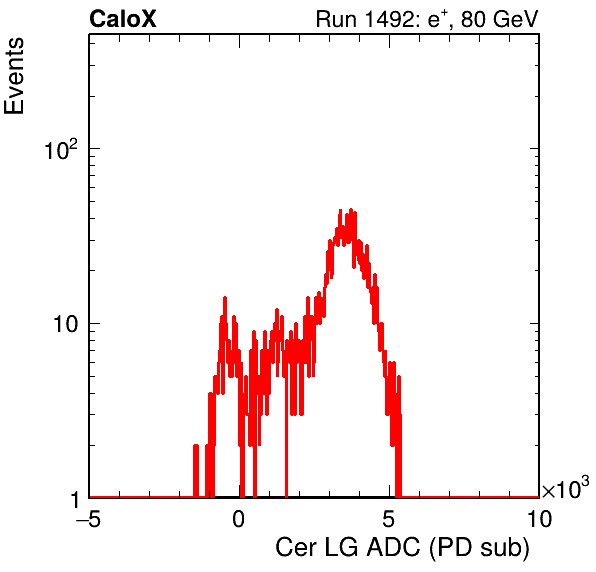 CaloX Run 1492: e⁺, 80 GeV
Events
10²
10
1
−5 0 5 10
×10³
Cer LG ADC (PD sub)